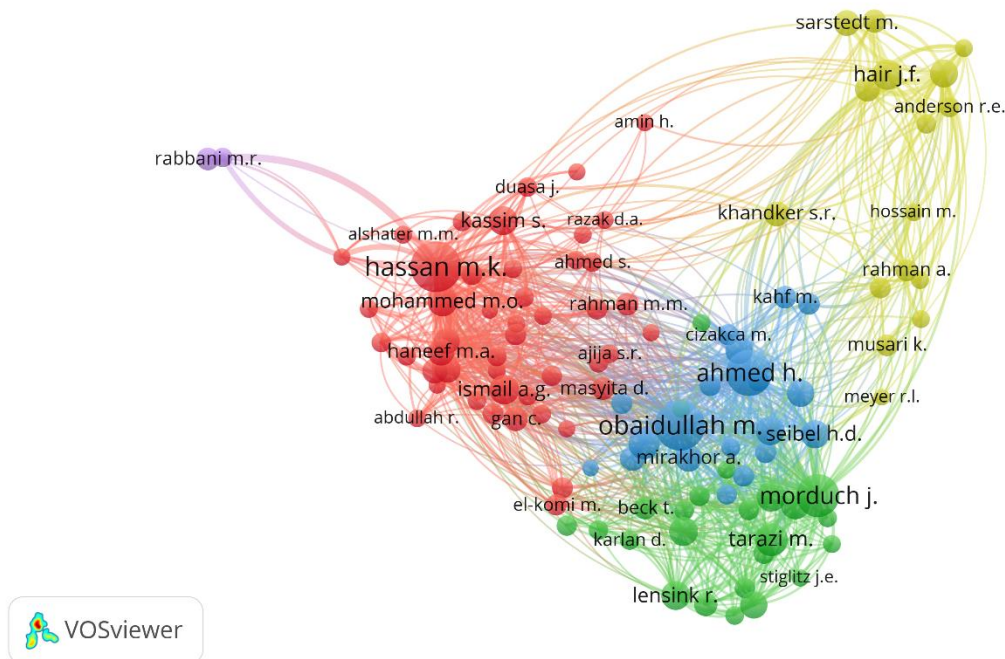 sarstedt m.
hair j.f.
anderson r.e.
amin h.
rabbani m.r.
duasa j.
kassim s.
razak d.a.
khandker s.r.
hossain m.
alshater m.m.
hassan m.k.
ahmed s.
rahman a.
mohammed m.o.
rahman m.m.
kahf m.
cizakca m.
musari k.
haneef m.a.
ajija s.r.
ahmed h.
ismail a.g.
masyita d.
meyer r.l.
abdullah r.
gan c.
obaidullah m.
seibel h.d.
mirakhor a.
el-komi m.
beck t.
morduch j.
karlan d.
tarazi m.
stiglitz j.e.
lensink r.
VOSviewer